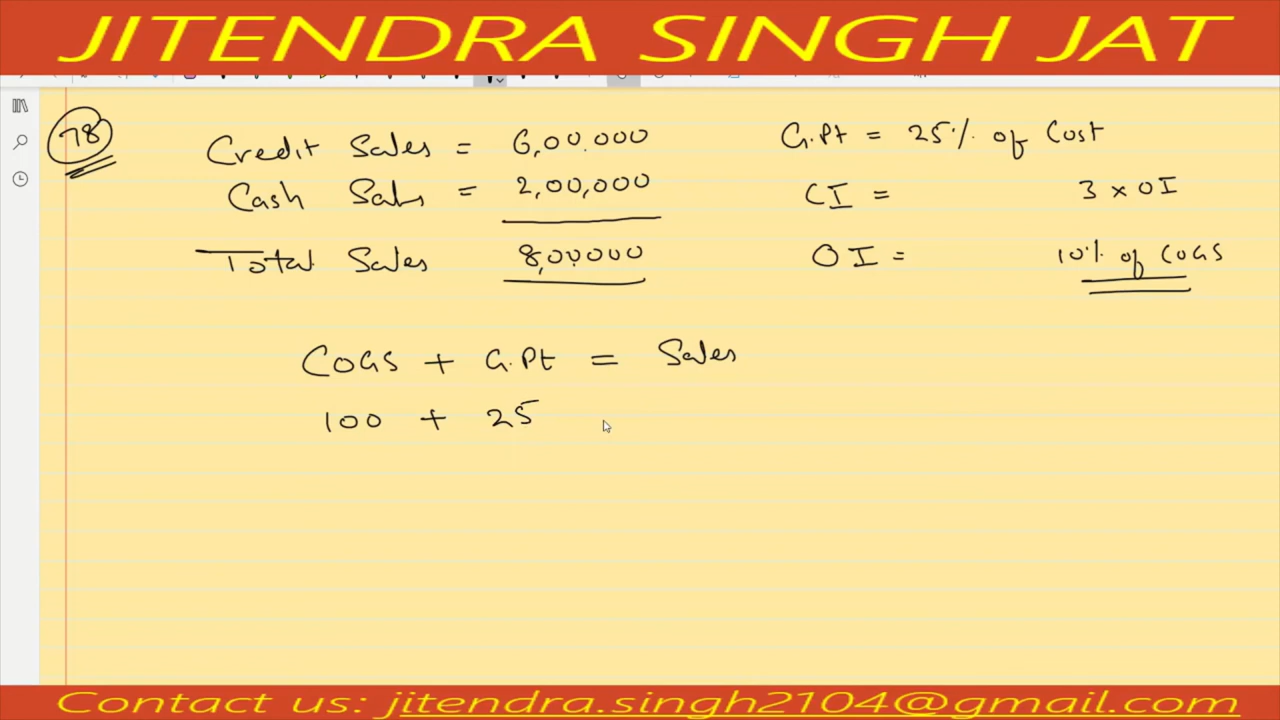 JITENDRA SINGH JAT
78
Credit Sales = 6,00,000
Cash Sales = 2,00,000
Total Sales 8,00000
G.Pt = 25% of Cost
CI = 3 x OI
OI = 10% of COGS
COGS + G.Pt = Sales
100 + 25
Contact us: jitendra.singh2104@gmail.com